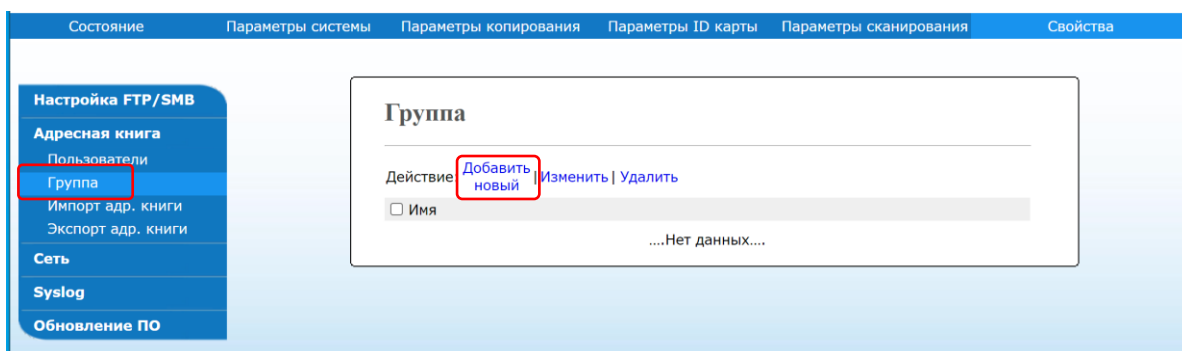 Состояние Параметры системы Параметры копирования Параметры ID карты Параметры сканирования Свойства
Настройка FTP/SMB
Адресная книга
Пользователи
Группа
Импорт адр. книги
Экспорт адр. книги
Сеть
Syslog
Обновление ПО
Группа
Действие: Добавить новый | Изменить | Удалить
Имя
....Нет данных....